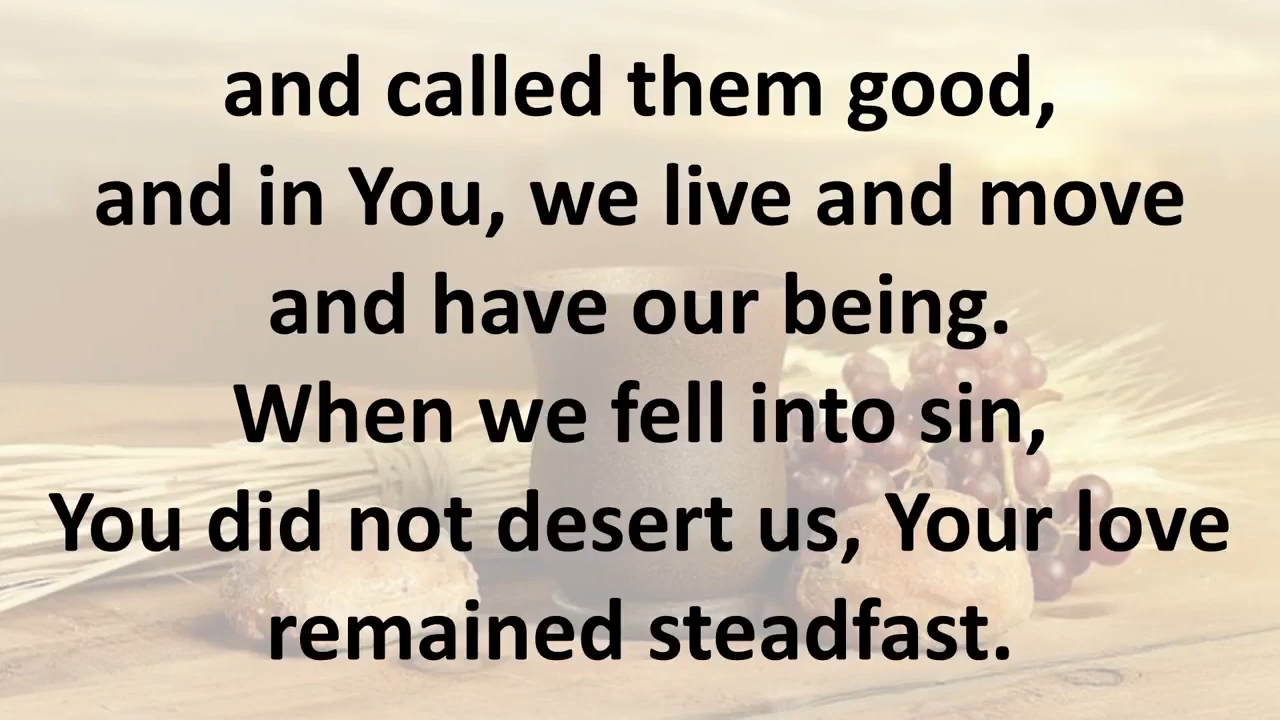 and called them good,
and in You, we live and move
and have our being.
When we fell into sin,
You did not desert us, Your love
remained steadfast.